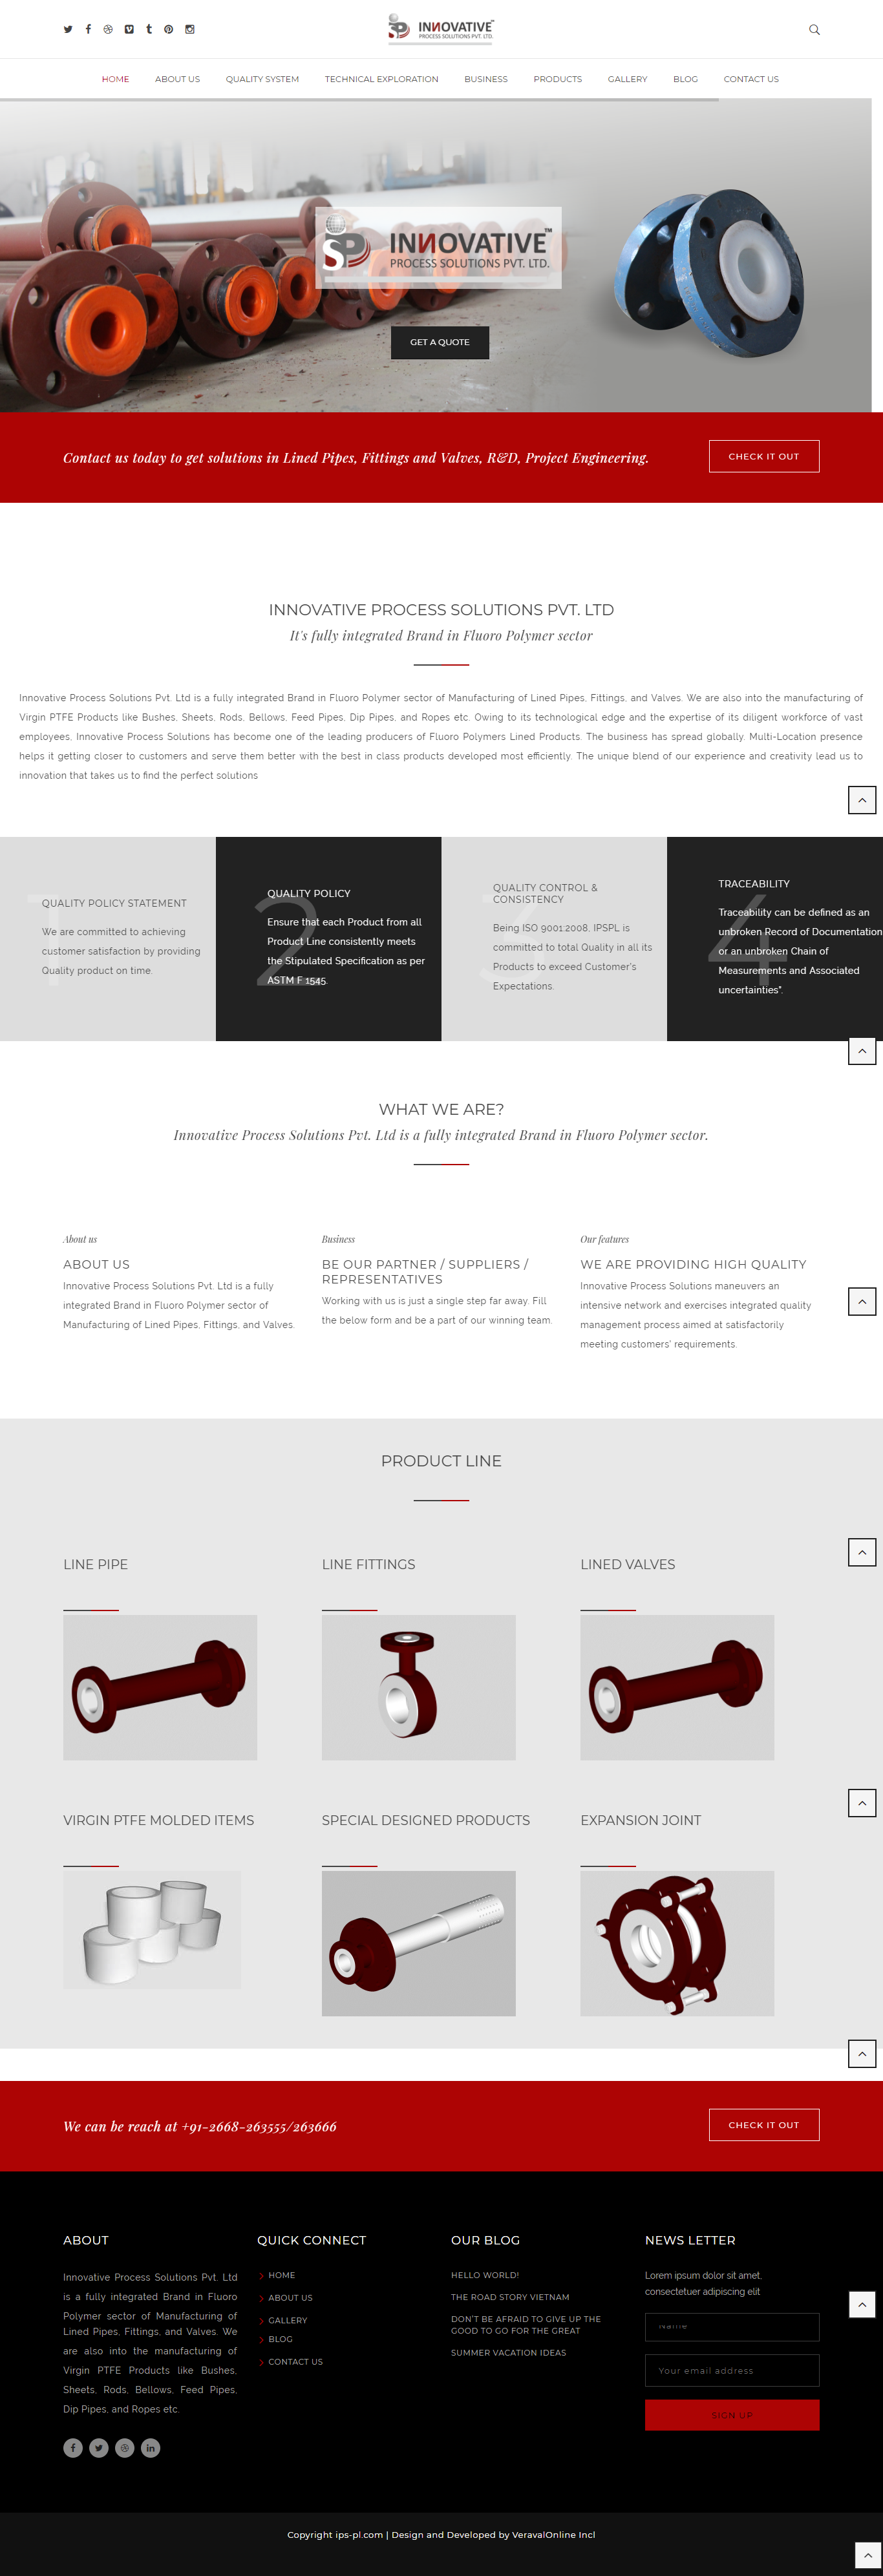 INNOVATIVE™
PROCESS SOLUTIONS PVT. LTD.
HOME ABOUT US QUALITY SYSTEM TECHNICAL EXPLORATION BUSINESS PRODUCTS GALLERY BLOG CONTACT US
iSP INNOVATIVE™
PROCESS SOLUTIONS PVT. LTD.
GET A QUOTE
Contact us today to get solutions in Lined Pipes, Fittings and Valves, R&D, Project Engineering.
CHECK IT OUT
INNOVATIVE PROCESS SOLUTIONS PVT. LTD
It's fully integrated Brand in Fluoro Polymer sector
Innovative Process Solutions Pvt. Ltd is a fully integrated Brand in Fluoro Polymer sector of Manufacturing of Lined Pipes, Fittings, and Valves. We are also into the manufacturing of
Virgin PTFE Products like Bushes, Sheets, Rods, Bellows, Feed Pipes, Dip Pipes, and Ropes etc. Owing to its technological edge and the expertise of its diligent workforce of vast
employees, Innovative Process Solutions has become one of the leading producers of Fluoro Polymers Lined Products. The business has spread globally. Multi-Location presence
helps it getting closer to customers and serve them better with the best in class products developed most efficiently. The unique blend of our experience and creativity lead us to
innovation that takes us to find the perfect solutions
1
QUALITY POLICY STATEMENT
We are committed to achieving
customer satisfaction by providing
Quality product on time.
2
QUALITY POLICY
Ensure that each Product from all
Product Line consistently meets
the Stipulated Specification as per
ASTM F 1545.
3
QUALITY CONTROL &
CONSISTENCY
Being ISO 9001:2008, IPSPL is
committed to total Quality in all its
Products to exceed Customer's
Expectations.
4
TRACEABILITY
Traceability can be defined as an
unbroken Record of Documentation
or an unbroken Chain of
Measurements and Associated
uncertainties".
WHAT WE ARE?
Innovative Process Solutions Pvt. Ltd is a fully integrated Brand in Fluoro Polymer sector.
About us
ABOUT US
Innovative Process Solutions Pvt. Ltd is a fully
integrated Brand in Fluoro Polymer sector of
Manufacturing of Lined Pipes, Fittings, and Valves.
Business
BE OUR PARTNER / SUPPLIERS /
REPRESENTATIVES
Working with us is just a single step far away. Fill
the below form and be a part of our winning team.
Our features
WE ARE PROVIDING HIGH QUALITY
Innovative Process Solutions maneuvers an
intensive network and exercises integrated quality
management process aimed at satisfactorily
meeting customers' requirements.
PRODUCT LINE
LINE PIPE
LINE FITTINGS
LINED VALVES
VIRGIN PTFE MOLDED ITEMS
SPECIAL DESIGNED PRODUCTS
EXPANSION JOINT
We can be reach at +91-2668-263555/263666
CHECK IT OUT
ABOUT
Innovative Process Solutions Pvt. Ltd
is a fully integrated Brand in Fluoro
Polymer sector of Manufacturing of
Lined Pipes, Fittings, and Valves. We
are also into the manufacturing of
Virgin PTFE Products like Bushes,
Sheets, Rods, Bellows, Feed Pipes,
Dip Pipes, and Ropes etc.
QUICK CONNECT
HOME
ABOUT US
GALLERY
BLOG
CONTACT US
OUR BLOG
HELLO WORLD!
THE ROAD STORY VIETNAM
DON'T BE AFRAID TO GIVE UP THE
GOOD TO GO FOR THE GREAT
SUMMER VACATION IDEAS
NEWS LETTER
Lorem ipsum dolor sit amet,
consectetuer adipiscing elit
Name
Your email address
SIGN UP
Copyright ips-pl.com | Design and Developed by VeravalOnline Incl